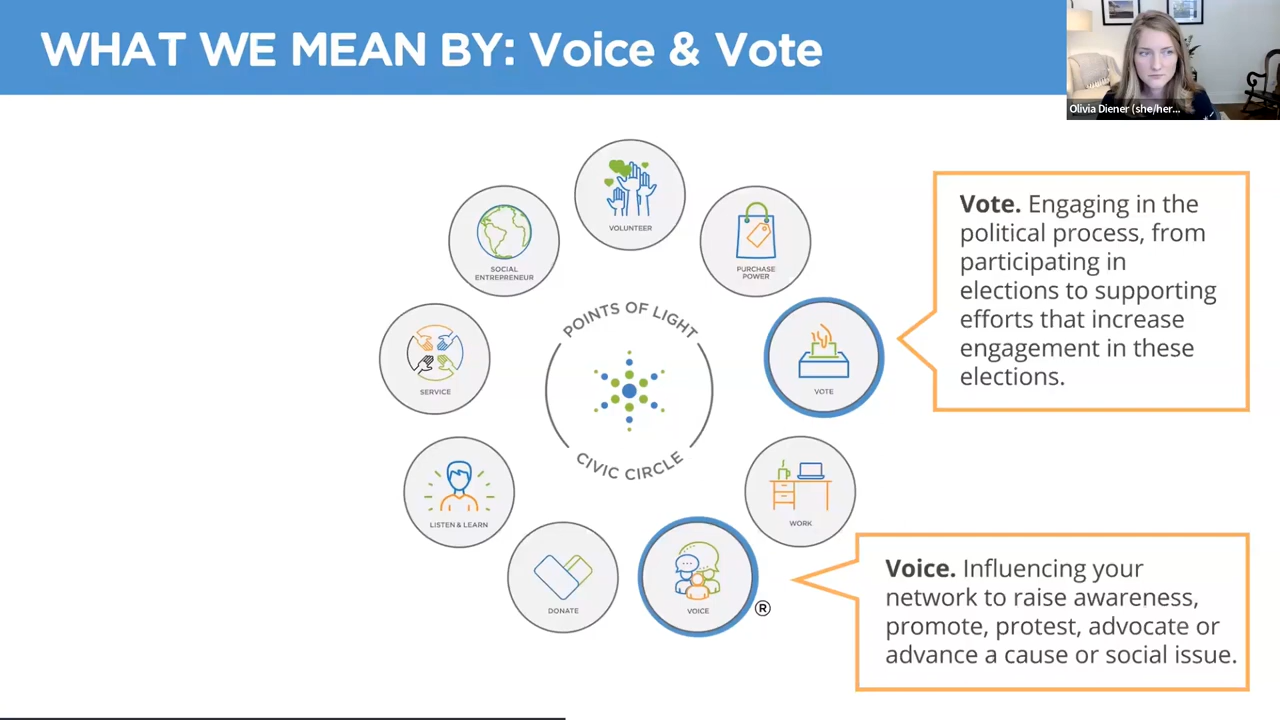 WHAT WE MEAN BY: Voice & Vote
Olivia Diener (she/her...
VOLUNTEER
SOCIAL
ENTREPRENEUR
PURCHASE
POWER
Vote. Engaging in the
political process, from
participating in
elections to supporting
efforts that increase
engagement in these
elections.
POINTS OF LIGHT
CIVIC CIRCLE
SERVICE
VOTE
LISTEN & LEARN
WORK
DONATE
VOICE
®
Voice. Influencing your
network to raise awareness,
promote, protest, advocate or
advance a cause or social issue.